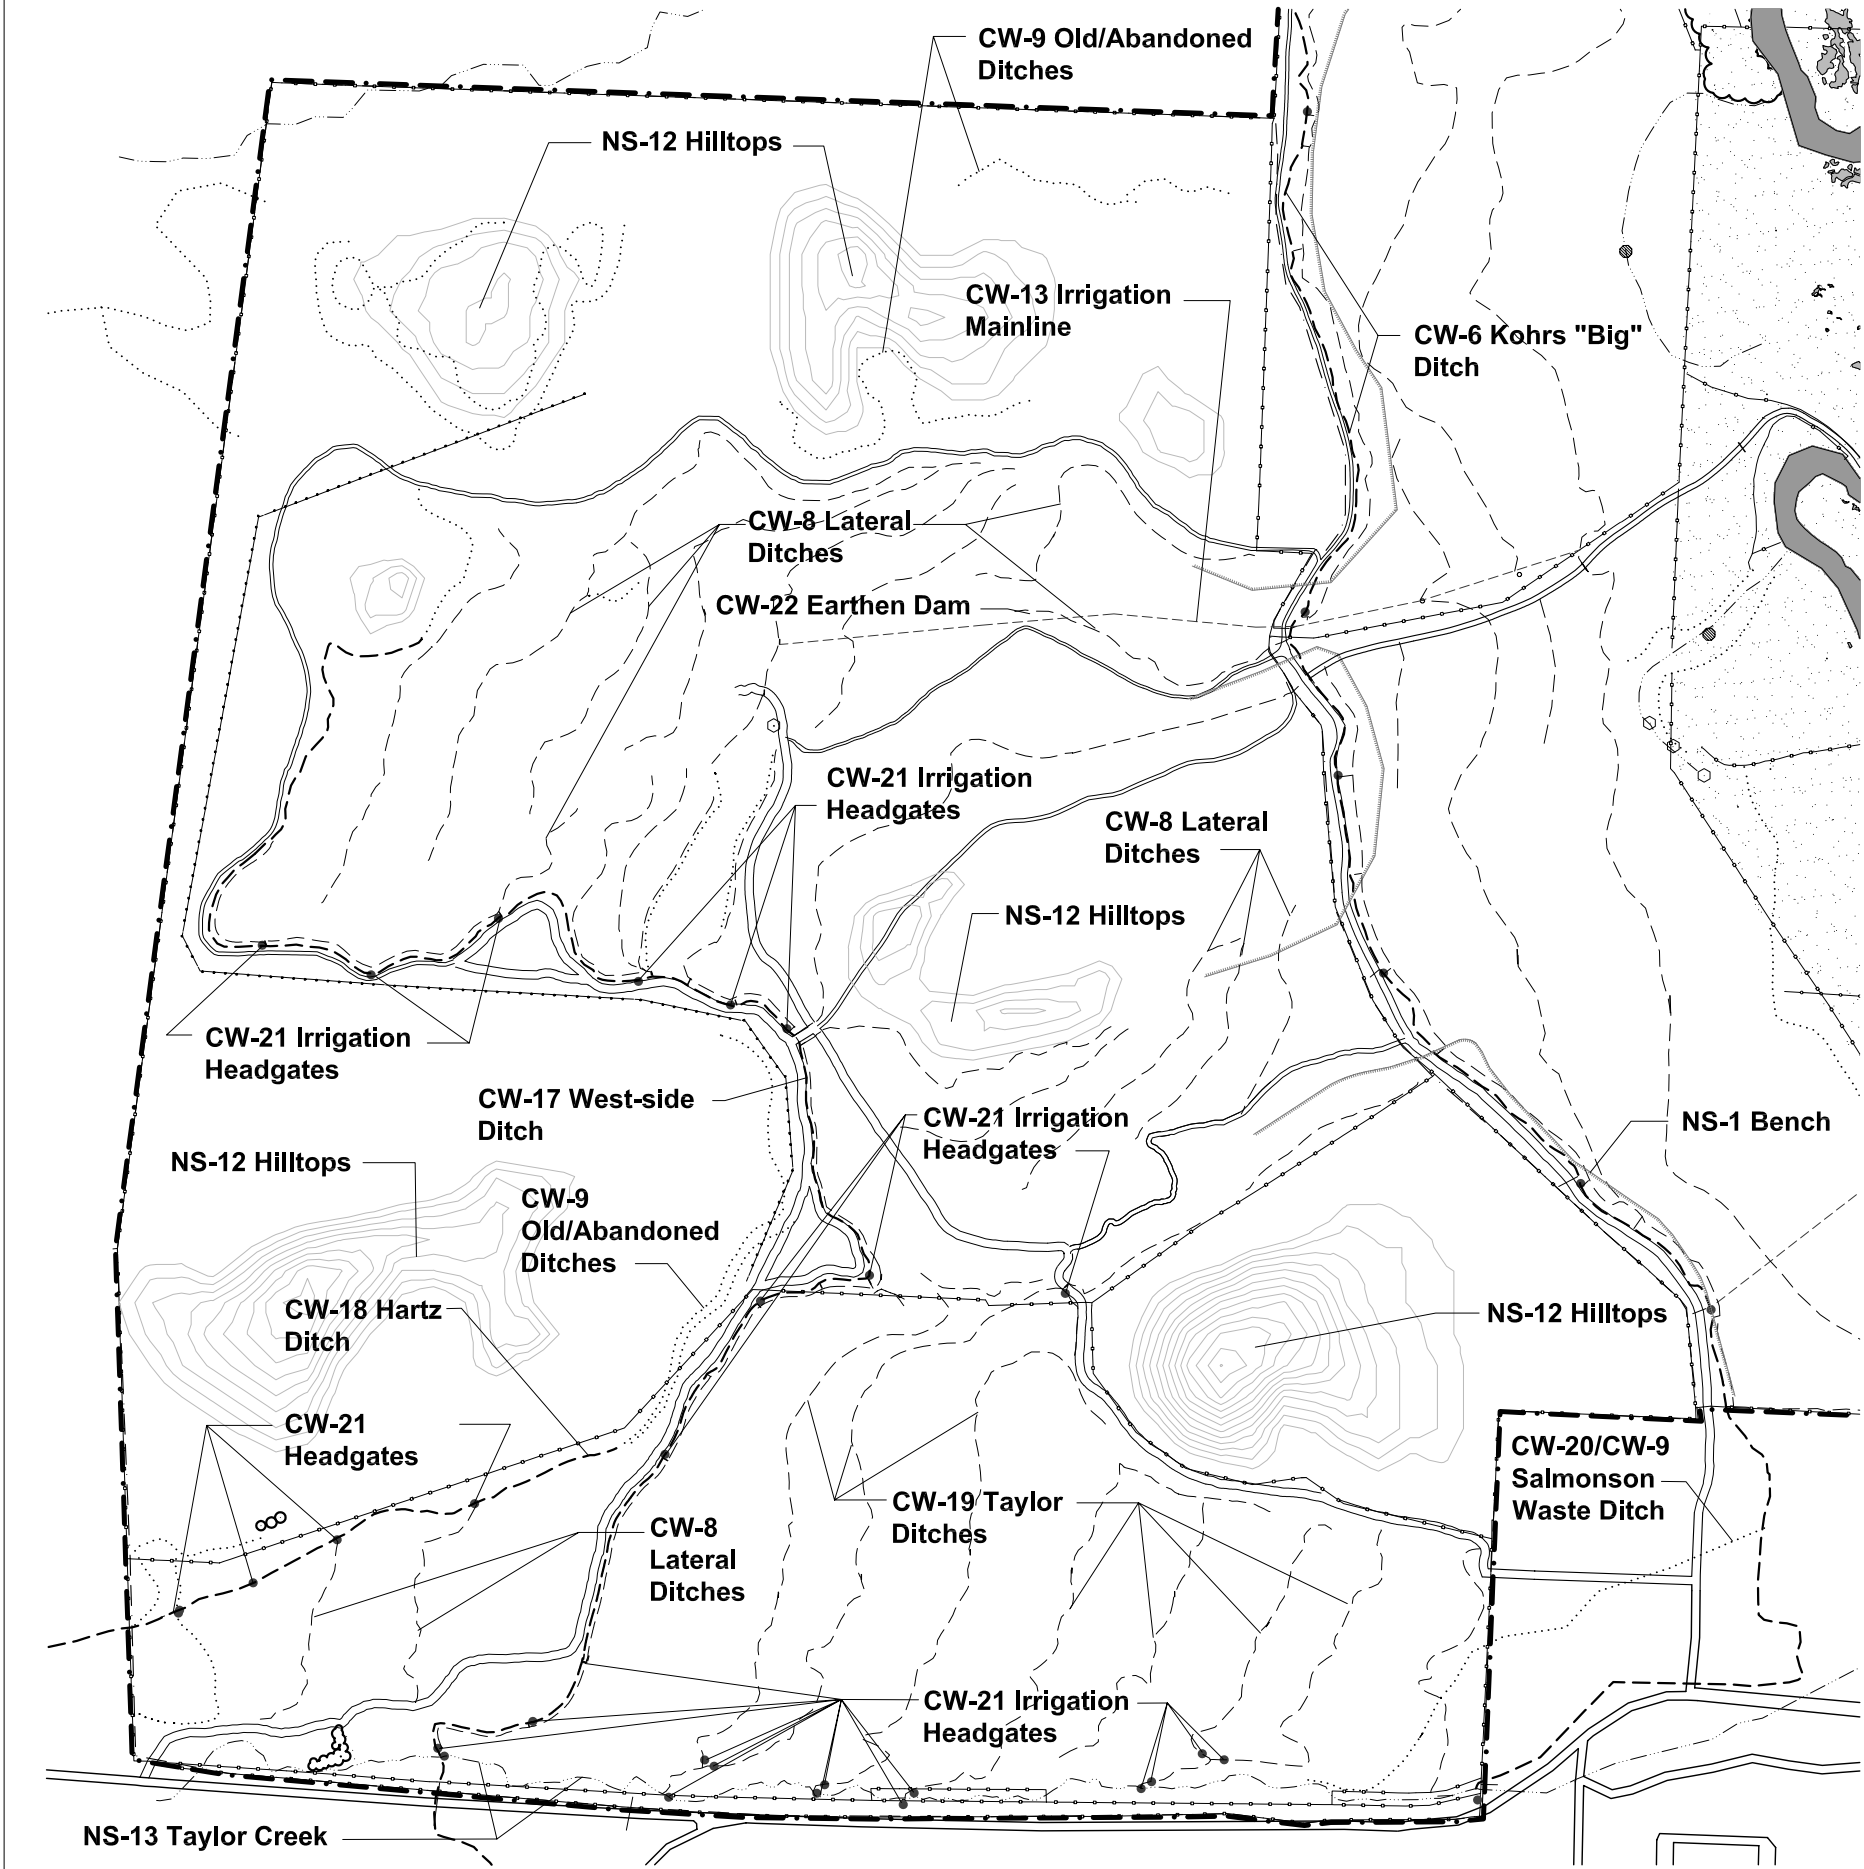 CW-9 Old/Abandoned
Ditches
NS-12 Hilltops
CW-13 Irrigation
Mainline
CW-6 Kohrs "Big"
Ditch
CW-8 Lateral
Ditches
CW-22 Earthen Dam
CW-21 Irrigation
Headgates
CW-8 Lateral
Ditches
NS-12 Hilltops
CW-21 Irrigation
Headgates
CW-17 West-side
Ditch
CW-21 Irrigation
Headgates
NS-1 Bench
NS-12 Hilltops
CW-9
Old/Abandoned
Ditches
CW-18 Hartz
Ditch
NS-12 Hilltops
CW-21
Headgates
CW-20/CW-9
Salmonson
Waste Ditch
CW-19 Taylor
Ditches
CW-8
Lateral
Ditches
CW-21 Irrigation
Headgates
NS-13 Taylor Creek